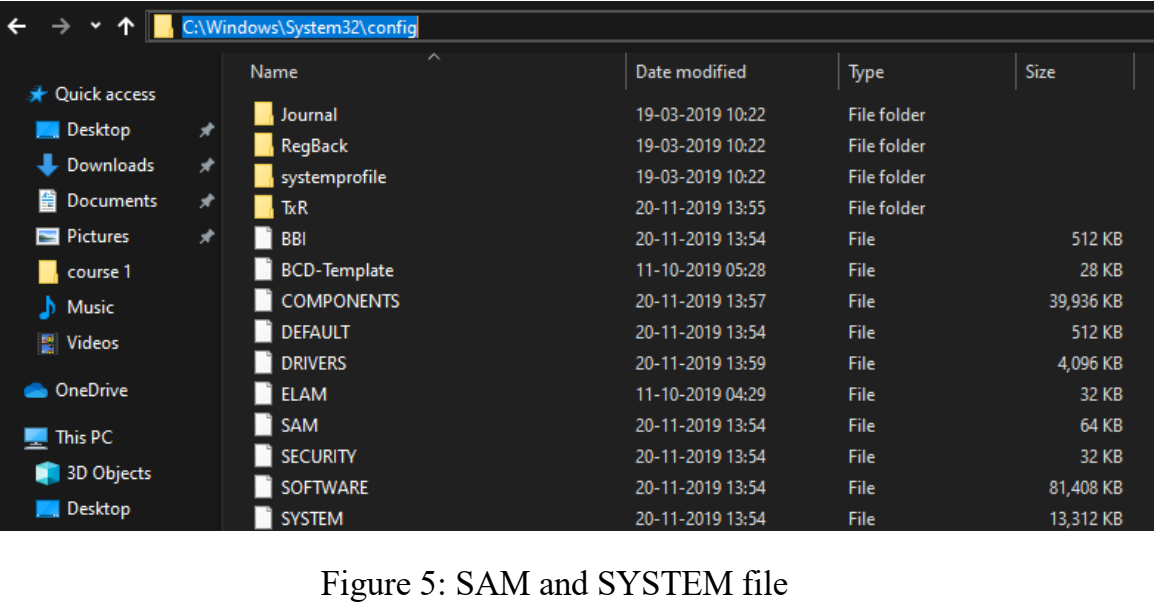 C:\Windows\System32\config
Name Date modified Type Size
Quick access
Desktop
Downloads
Documents
Pictures
course 1
Music
Videos
OneDrive
This PC
3D Objects
Desktop
Journal 19-03-2019 10:22 File folder
RegBack 19-03-2019 10:22 File folder
systemprofile 19-03-2019 10:22 File folder
TxR 20-11-2019 13:55 File folder
BBI 20-11-2019 13:54 File 512 KB
BCD-Template 11-10-2019 05:28 File 28 KB
COMPONENTS 20-11-2019 13:57 File 39,936 KB
DEFAULT 20-11-2019 13:54 File 512 KB
DRIVERS 20-11-2019 13:59 File 4,096 KB
ELAM 11-10-2019 04:29 File 32 KB
SAM 20-11-2019 13:54 File 64 KB
SECURITY 20-11-2019 13:54 File 32 KB
SOFTWARE 20-11-2019 13:54 File 81,408 KB
SYSTEM 20-11-2019 13:54 File 13,312 KB
Figure 5: SAM and SYSTEM file